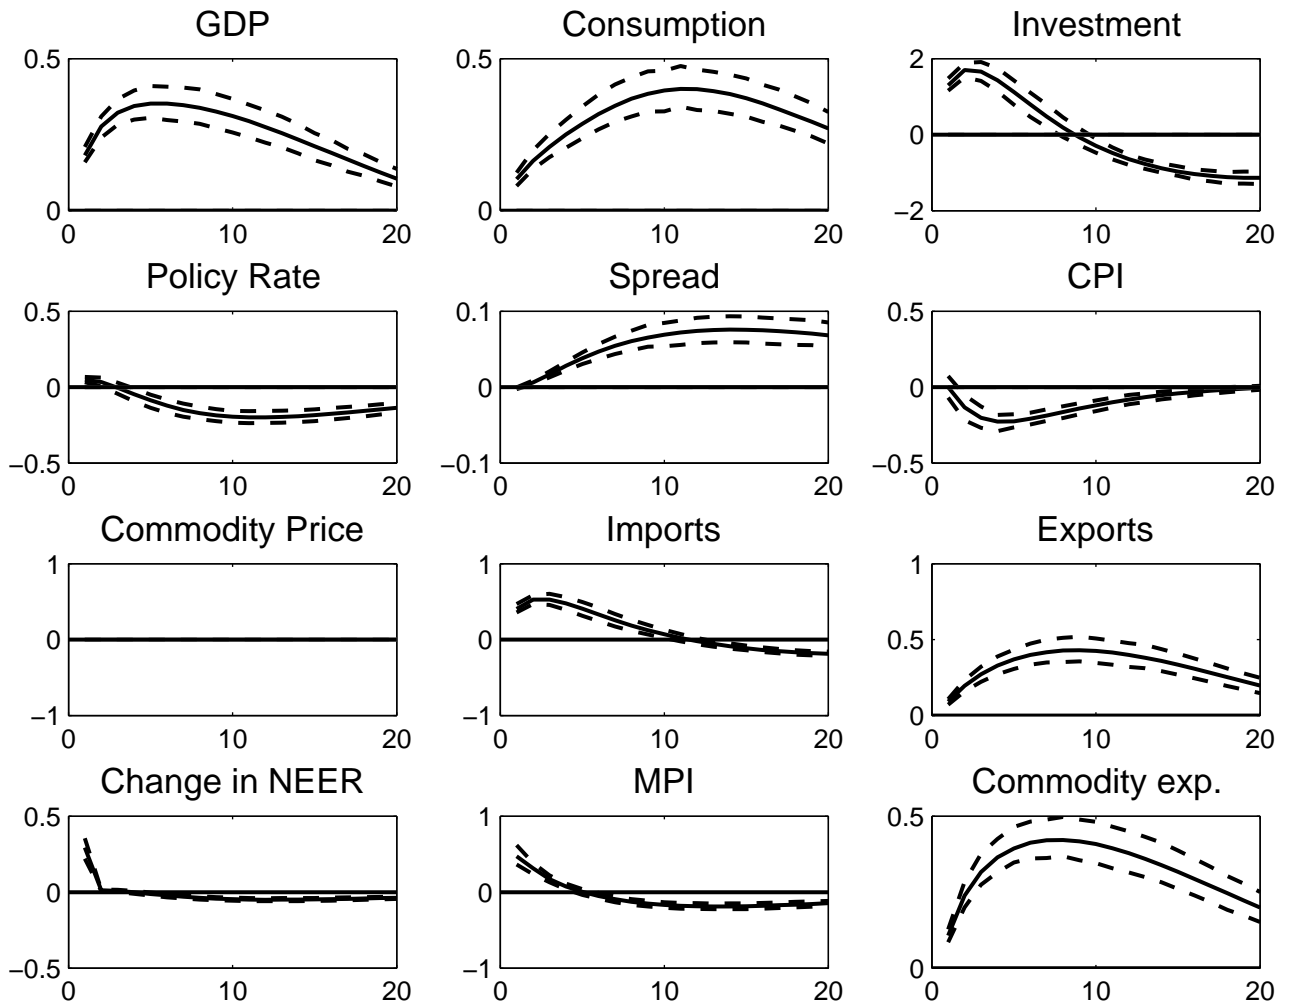 GDP Consumption Investment
0.5 0.5 2
0
0 0 −2
0 10 20 0 10 20 0 10 20
Policy Rate Spread CPI
0.5 0.1 0.5
0 0 0
−0.5 −0.1 −0.5
0 10 20 0 10 20 0 10 20
Commodity Price Imports Exports
1 1 1
0 0 0.5
−1 −1 0
0 10 20 0 10 20 0 10 20
Change in NEER MPI Commodity exp.
0.5 1 0.5
0 0
−0.5 −1 0
0 10 20 0 10 20 0 10 20